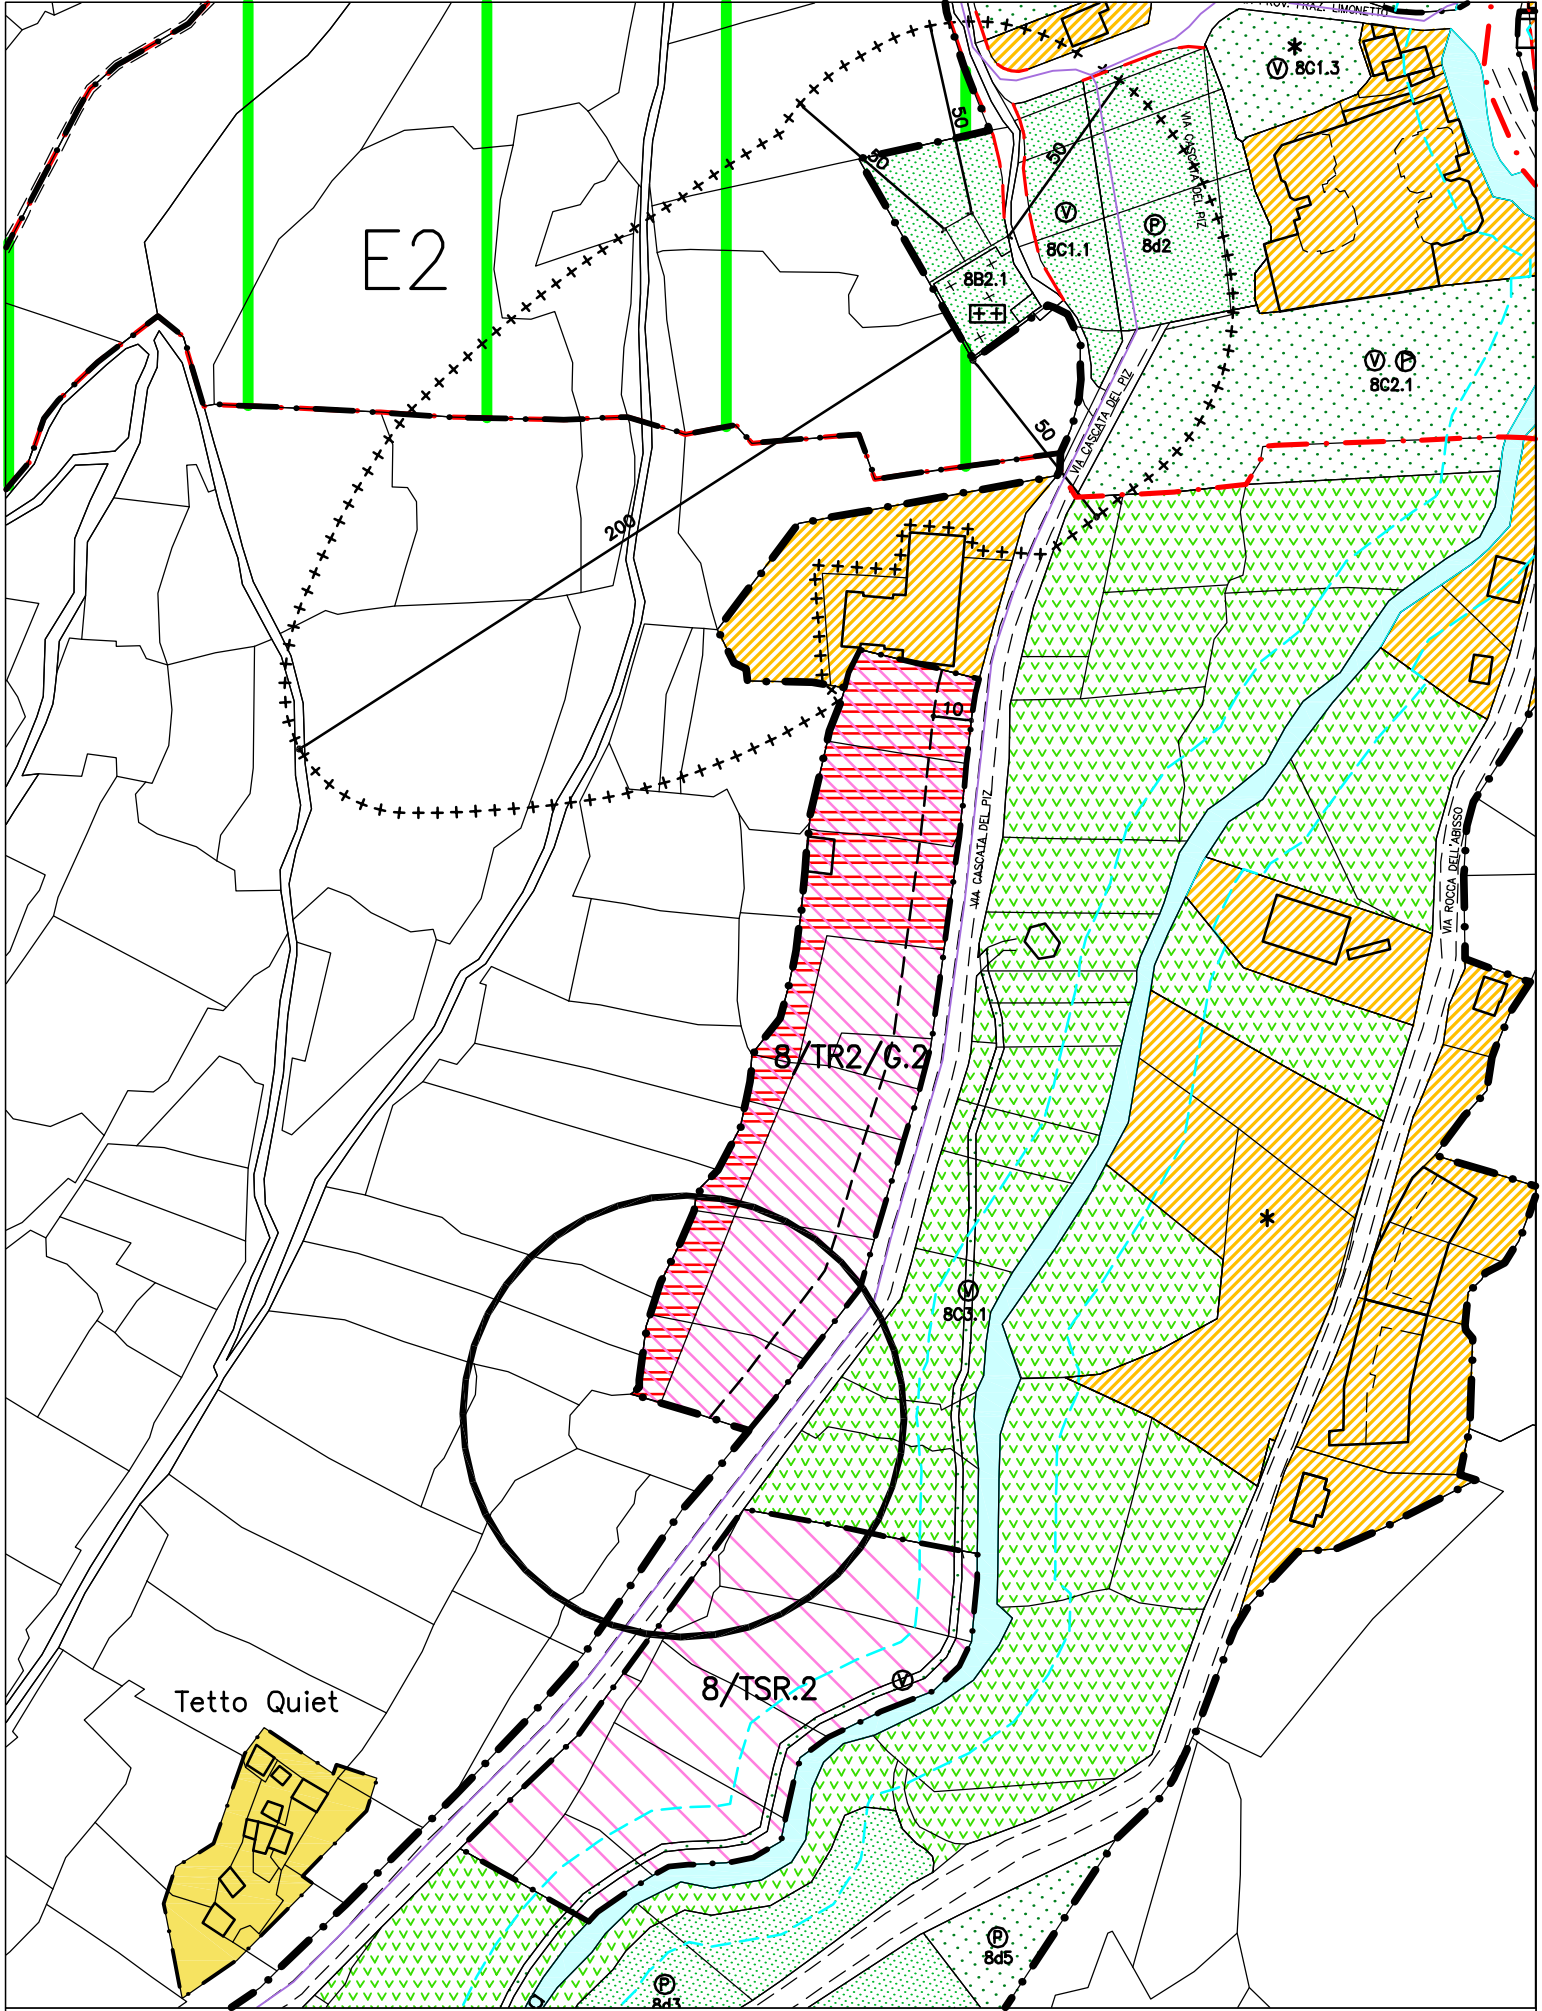 LIMONETTO
8C1.3
V
50
50
50
VIA CASCATA DEL PIZ
V
8C1.1
P
8d2
E2
8B2.1
V P
8C2.1
50
VIA CASCATA DEL PIZ
200
10
VIA CASCATA DEL PIZ
VIA ROCCA DELL'ABISSO
8/TR2/G.2
V
8C3.1
8/TSR.2
V
Tetto Quiet
P
8d5
P
8d3